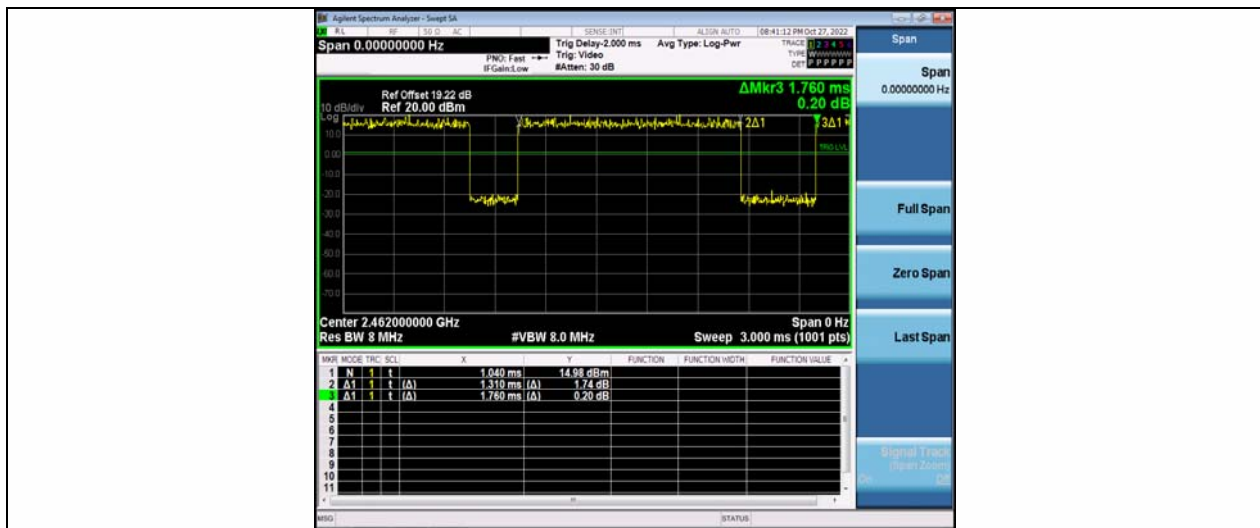 Agilent Spectrum Analyzer - Swept SA
RL RF 50 Ω AC SENSE:INT ALIGN AUTO 08:41:12 PM Oct 27, 2022
Span 0.00000000 Hz
Trig Delay-2.000 ms Avg Type: Log-Pwr
TRACE 1 2 3 4 5 6
PNO: Fast Trig: Video
TYPE
IFGain:Low #Atten: 30 dB
DET P P P P P P
ΔMkr3 1.760 ms
0.20 dB
Ref Offset 19.22 dB
10 dB/div Ref 20.00 dBm
Log
2Δ1 3Δ1
10.0
TRIG LVL
0.00
-10.0
-20.0
-30.0
-40.0
-50.0
-60.0
-70.0
Center 2.462000000 GHz Span 0 Hz
Res BW 8 MHz #VBW 8.0 MHz Sweep 3.000 ms (1001 pts)
MKR MODE TRC SCL X Y FUNCTION FUNCTION WIDTH FUNCTION VALUE
1 N 1 t 1.040 ms 14.98 dBm
2 Δ1 1 t (Δ) 1.310 ms (Δ) 1.74 dB
3 Δ1 1 t (Δ) 1.760 ms (Δ) 0.20 dB
4
5
6
7
8
9
10
11
MSG STATUS
Span
Span
0.00000000 Hz
Full Span
Zero Span
Last Span
Signal Track
(Span Zoom)
On Off